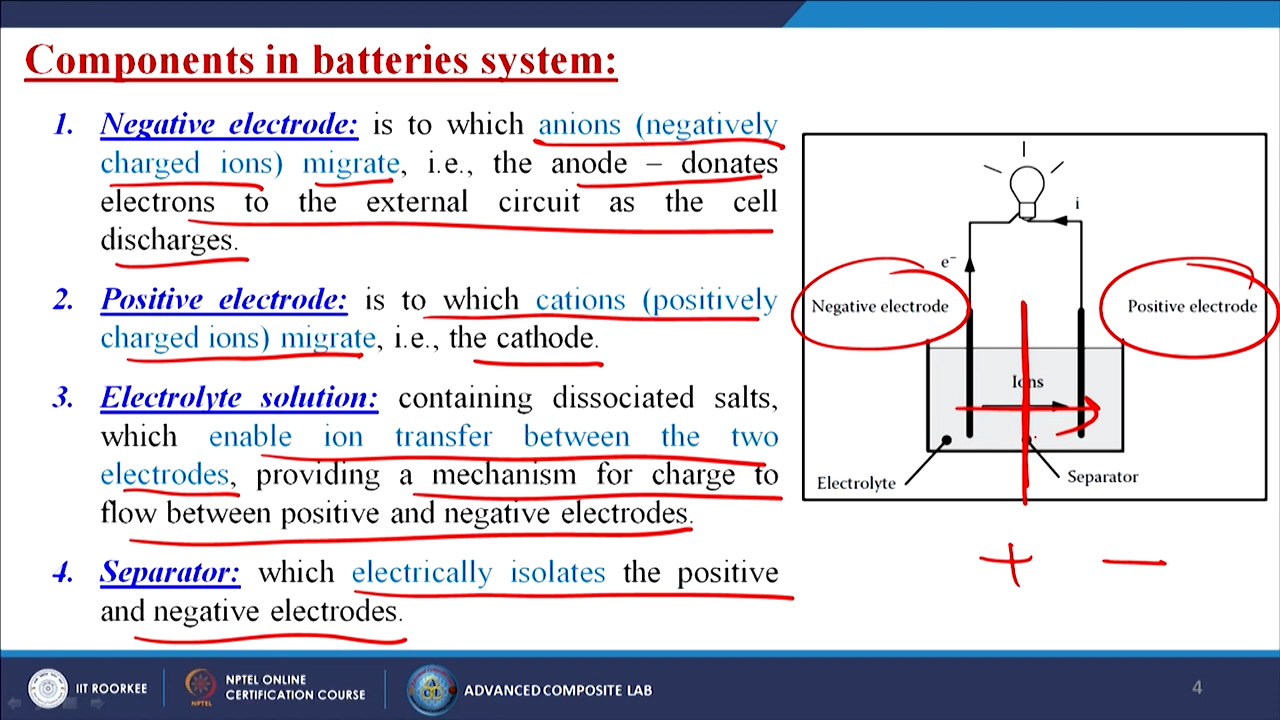 Components in batteries system:
1. Negative electrode: is to which anions (negatively
charged ions) migrate, i.e., the anode – donates
electrons to the external circuit as the cell
discharges.
2. Positive electrode: is to which cations (positively
charged ions) migrate, i.e., the cathode.
3. Electrolyte solution: containing dissociated salts,
which enable ion transfer between the two
electrodes, providing a mechanism for charge to
flow between positive and negative electrodes.
4. Separator: which electrically isolates the positive
and negative electrodes.
i
e⁻
Negative electrode
Positive electrode
Ions
Electrolyte
Separator
+ −
IIT ROORKEE
NPTEL
NPTEL ONLINE
CERTIFICATION COURSE
ACL
ADVANCED COMPOSITE LAB
4